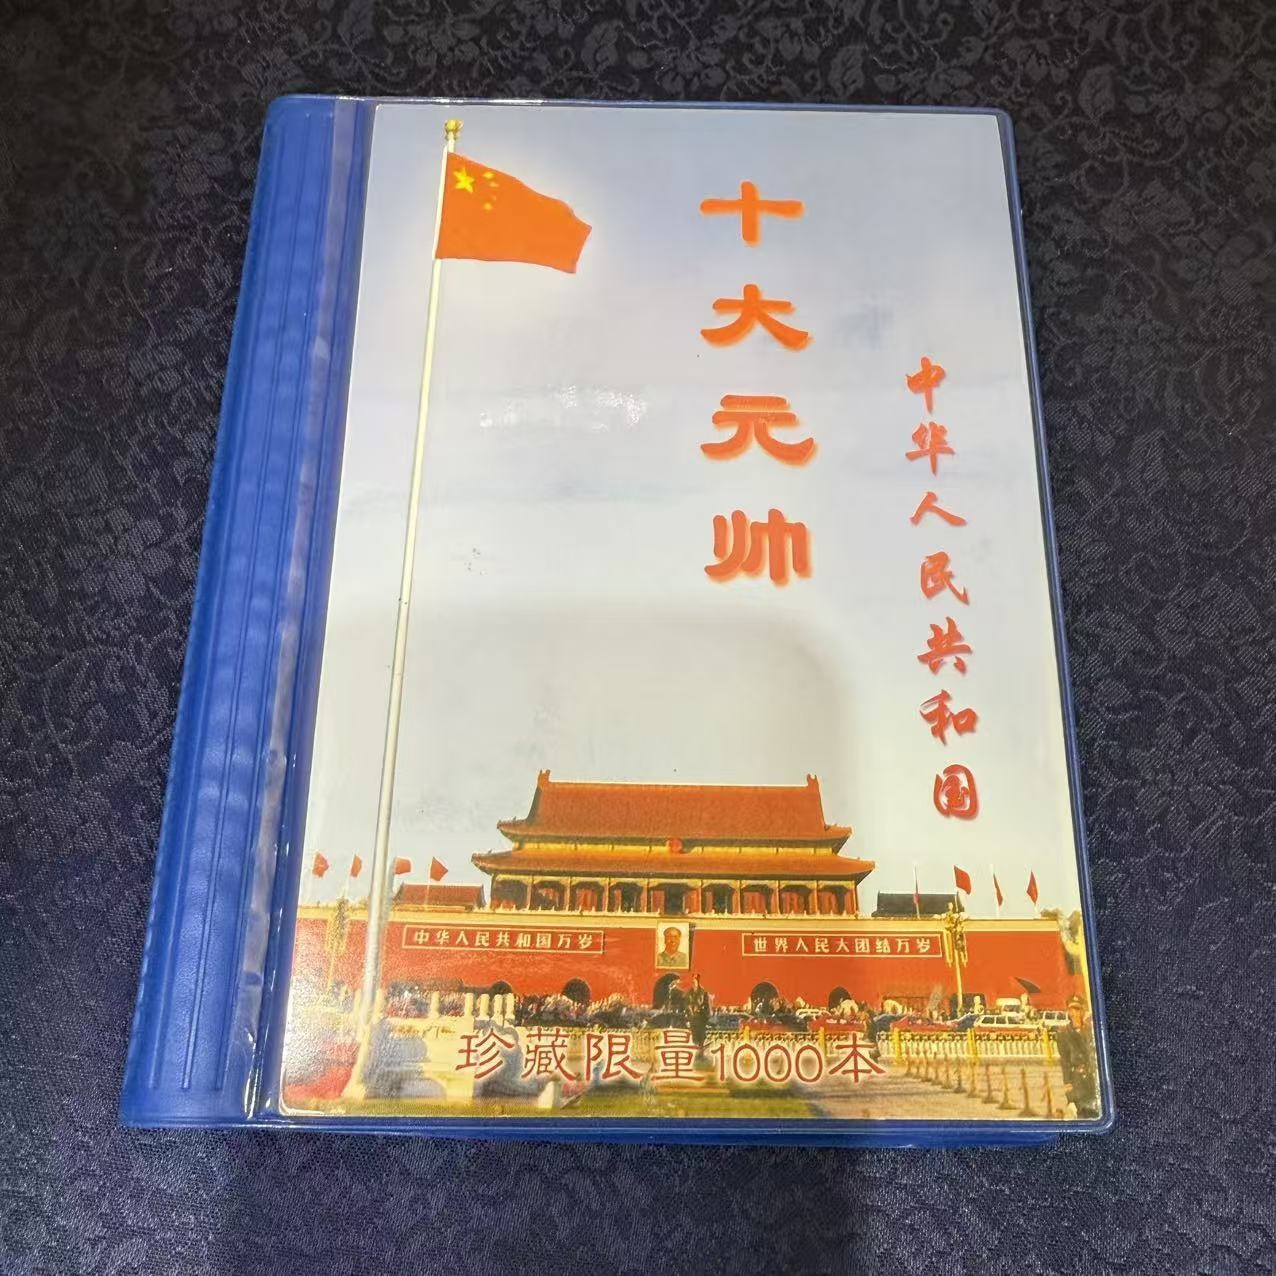 十大元帅
中华人民共和国
中华人民共和国万岁
世界人民大团结万岁
珍藏限量1000本